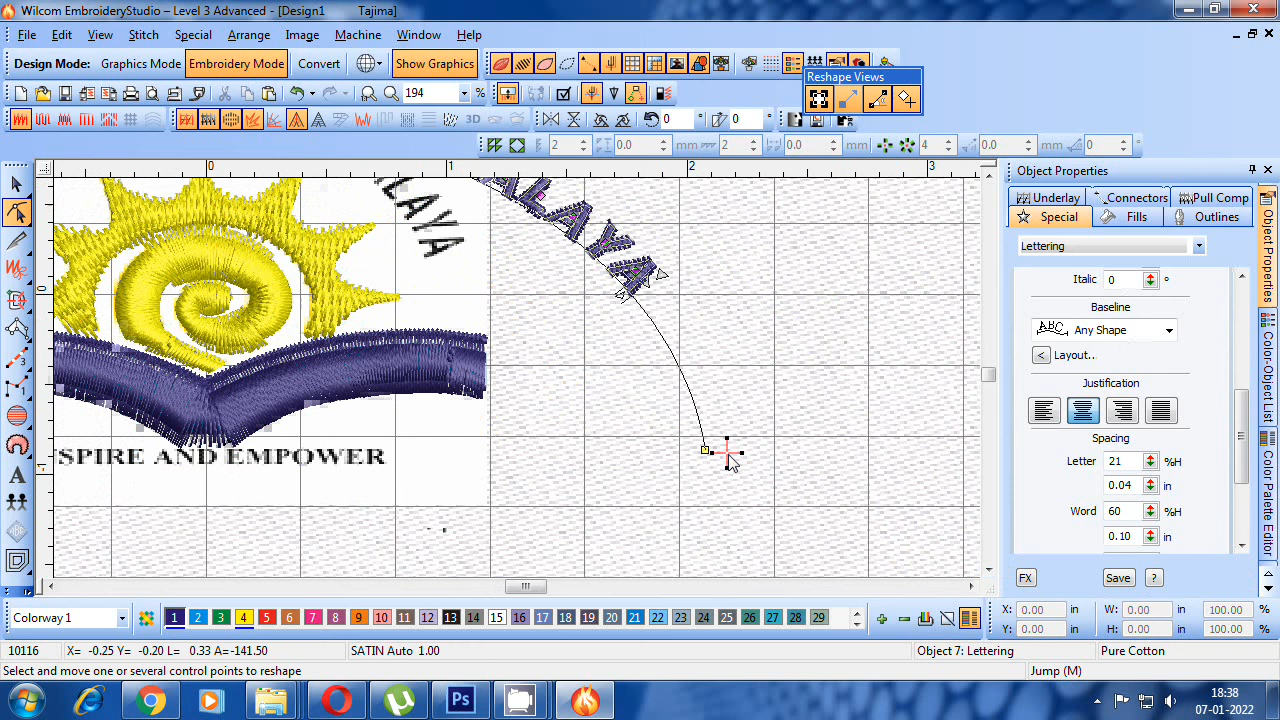 Wilcom EmbroideryStudio – Level 3 Advanced - [Design1 Tajima]
File Edit View Stitch Special Arrange Image Machine Window Help
Design Mode: Graphics Mode Embroidery Mode Convert Show Graphics
Reshape Views
194 %
0 ° 0 °
2 0.0 mm 2 0.0 mm 4 0.0 mm 0 °
0 1 2 3
Object Properties
Underlay Connectors Pull Comp
Special Fills Outlines
Lettering
Italic 0 °
Baseline
ABC Any Shape
< Layout...
Justification
Spacing
Letter 21 %H
0.04 in
Word 60 %H
0.10 in
FX Save ?
Object Properties
Color-Object List
Color Palette Editor
ALAYA
LAYA
SPIRE AND EMPOWER
Colorway 1 1 2 3 4 5 6 7 8 9 10 11 12 13 14 15 16 17 18 19 20 21 22 23 24 25 26 27 28 29
X: 0.00 in W: 0.00 in 100.00 %
Y: 0.00 in H: 0.00 in 100.00 %
10116 X= -0.25 Y= -0.20 L= 0.33 A=-141.50 SATIN Auto 1.00 Object 7: Lettering Pure Cotton
Select and move one or several control points to reshape Jump (M)
18:38
07-01-2022